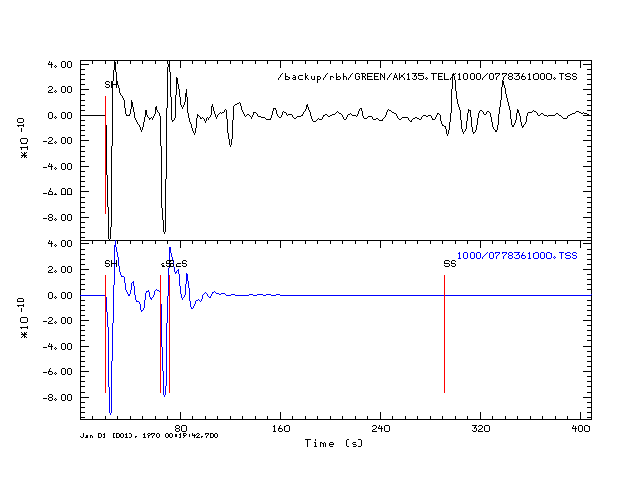 /backup/rbh/GREEN/AK135.TEL/1000/0778361000.TSS
SH
4.00
2.00
0.00
-2.00
-4.00
-6.00
-8.00
*10 -10
1000/0778361000.TSS
SH
SS
4.00
2.00
0.00
-2.00
-4.00
-6.00
-8.00
*10 -10
80 160 240 320 400
Jan 01 (001), 1970 00:19:42.700
Time (s)